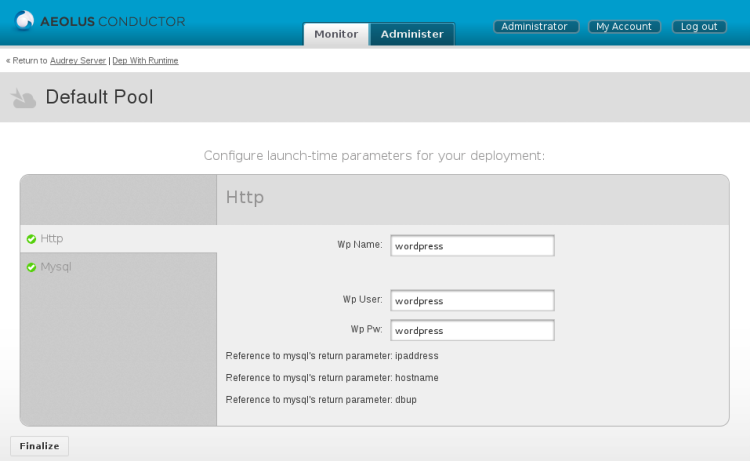 AEOLUS CONDUCTOR
Monitor Administer
Administrator My Account Log out
« Return to Audrey Server | Dep With Runtime
Default Pool
Configure launch-time parameters for your deployment:
Http
Http
Mysql
Wp Name: wordpress
Wp User: wordpress
Wp Pw: wordpress
Reference to mysql's return parameter: ipaddress
Reference to mysql's return parameter: hostname
Reference to mysql's return parameter: dbup
Finalize